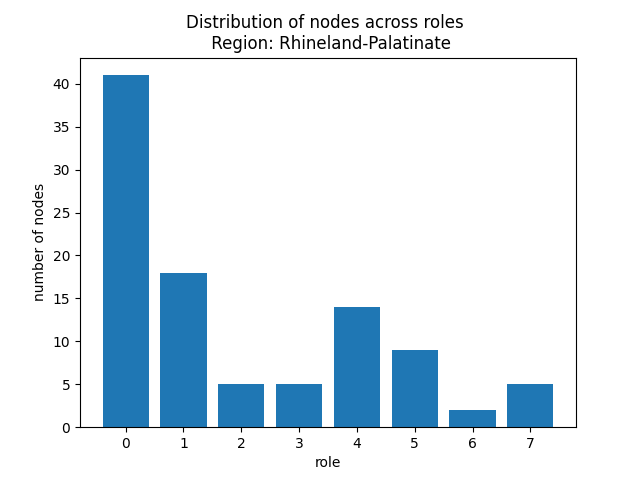 Distribution of nodes across roles
Region: Rhineland-Palatinate
number of nodes
40
35
30
25
20
15
10
5
0
0 1 2 3 4 5 6 7
role